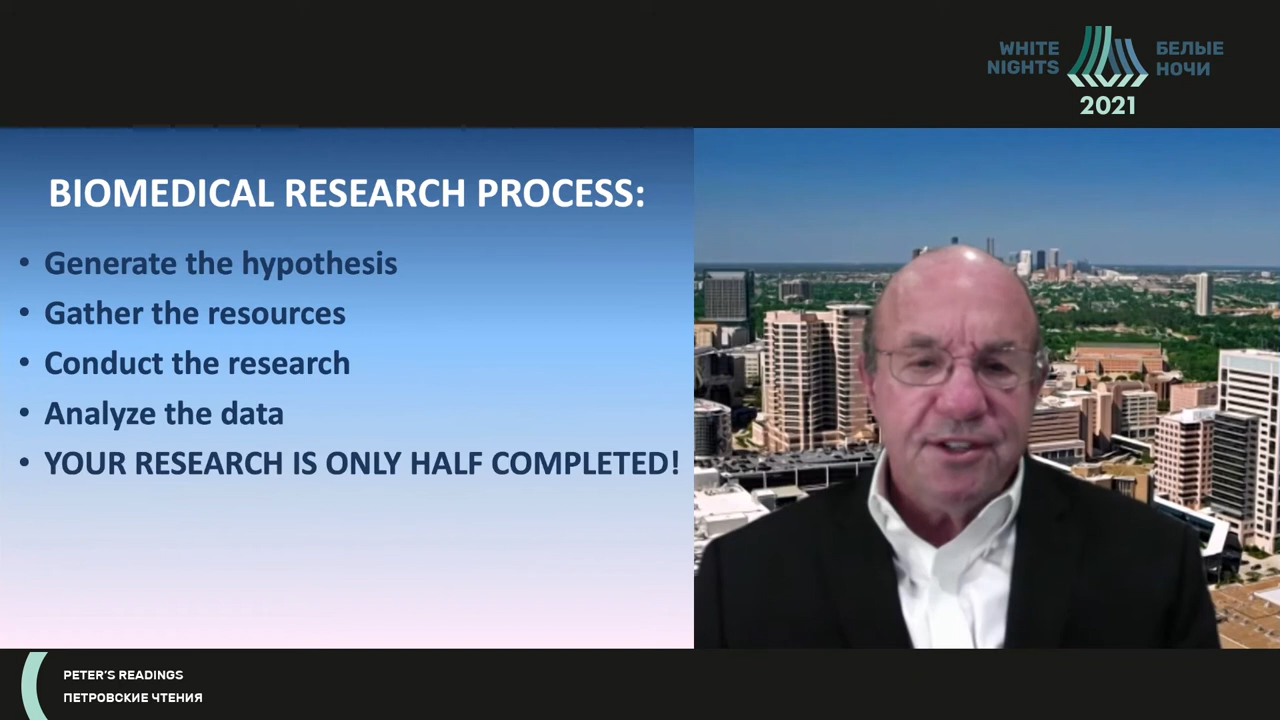 WHITE NIGHTS
БЕЛЫЕ НОЧИ
2021
BIOMEDICAL RESEARCH PROCESS:
• Generate the hypothesis
• Gather the resources
• Conduct the research
• Analyze the data
• YOUR RESEARCH IS ONLY HALF COMPLETED!
PETER'S READINGS
ПЕТРОВСКИЕ ЧТЕНИЯ